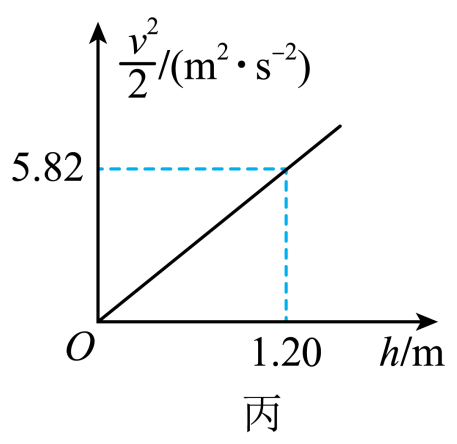 v²/2/(m²·s⁻²)
5.82
O 1.20 h/m
丙